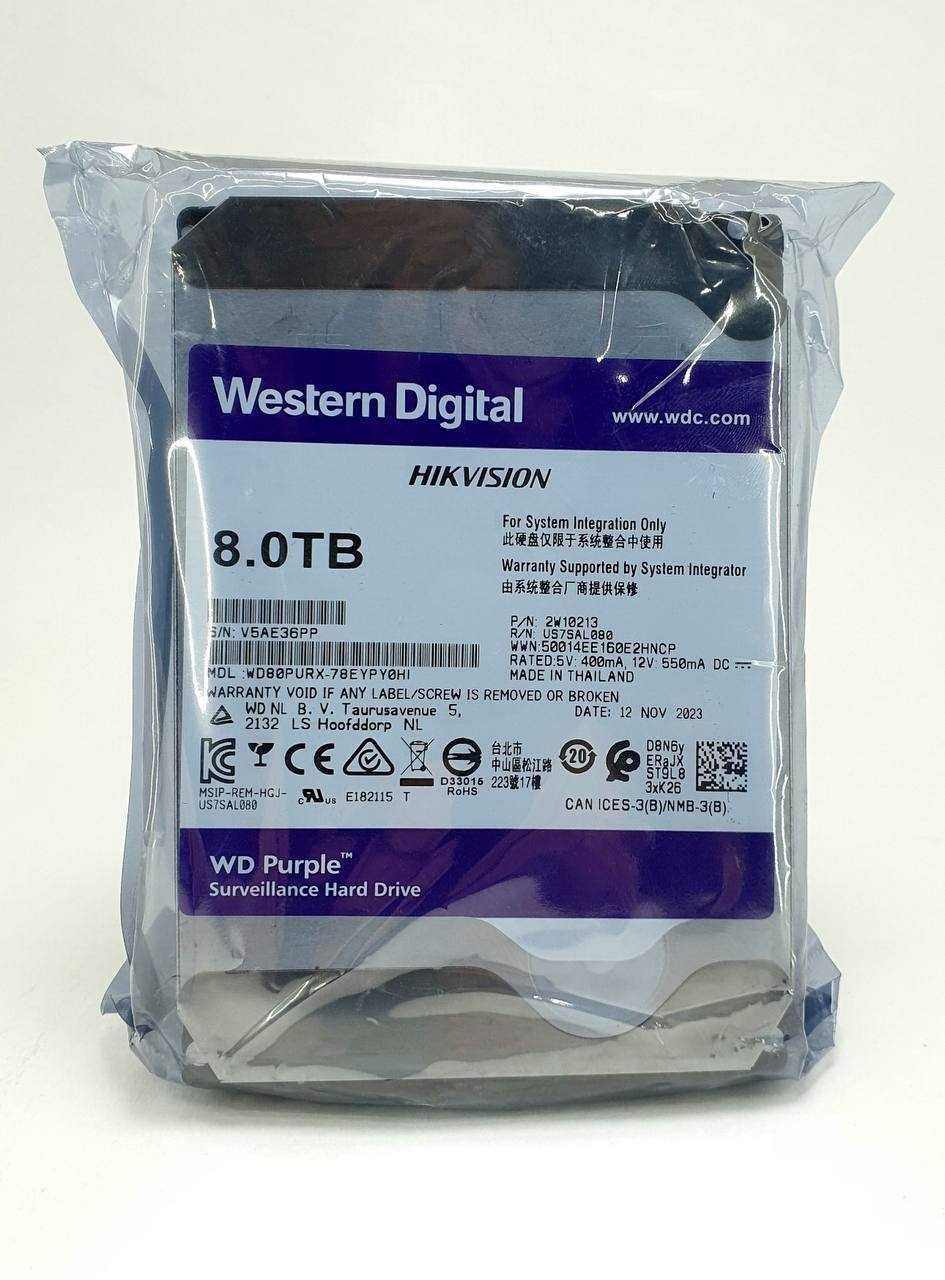 Western Digital
www.wdc.com
HIKVISION
8.0TB
For System Integration Only
此硬盘仅限于系统整合中使用
Warranty Supported by System Integrator
由系统整合厂商提供保修
S/N: V5AE36PP
MDL :WD80PURX-78EYPY0HI
P/N: 2W10213
R/N: US7SAL080
WWN:50014EE160E2HNCP
RATED:5V: 400mA, 12V: 550mA DC
MADE IN THAILAND
WARRANTY VOID IF ANY LABEL/SCREW IS REMOVED OR BROKEN
WD NL B. V. Taurusavenue 5,
2132 LS Hoofddorp NL
DATE: 12 NOV 2023
MSIP-REM-HGJ-
US7SAL080
c RU US E182115 T
D33015
RoHS
台北市
中山區松江路
223號17樓
20
D8N6y
ERaJX
ST9L8
3xK26
CAN ICES-3(B)/NMB-3(B)
WD Purple™
Surveillance Hard Drive